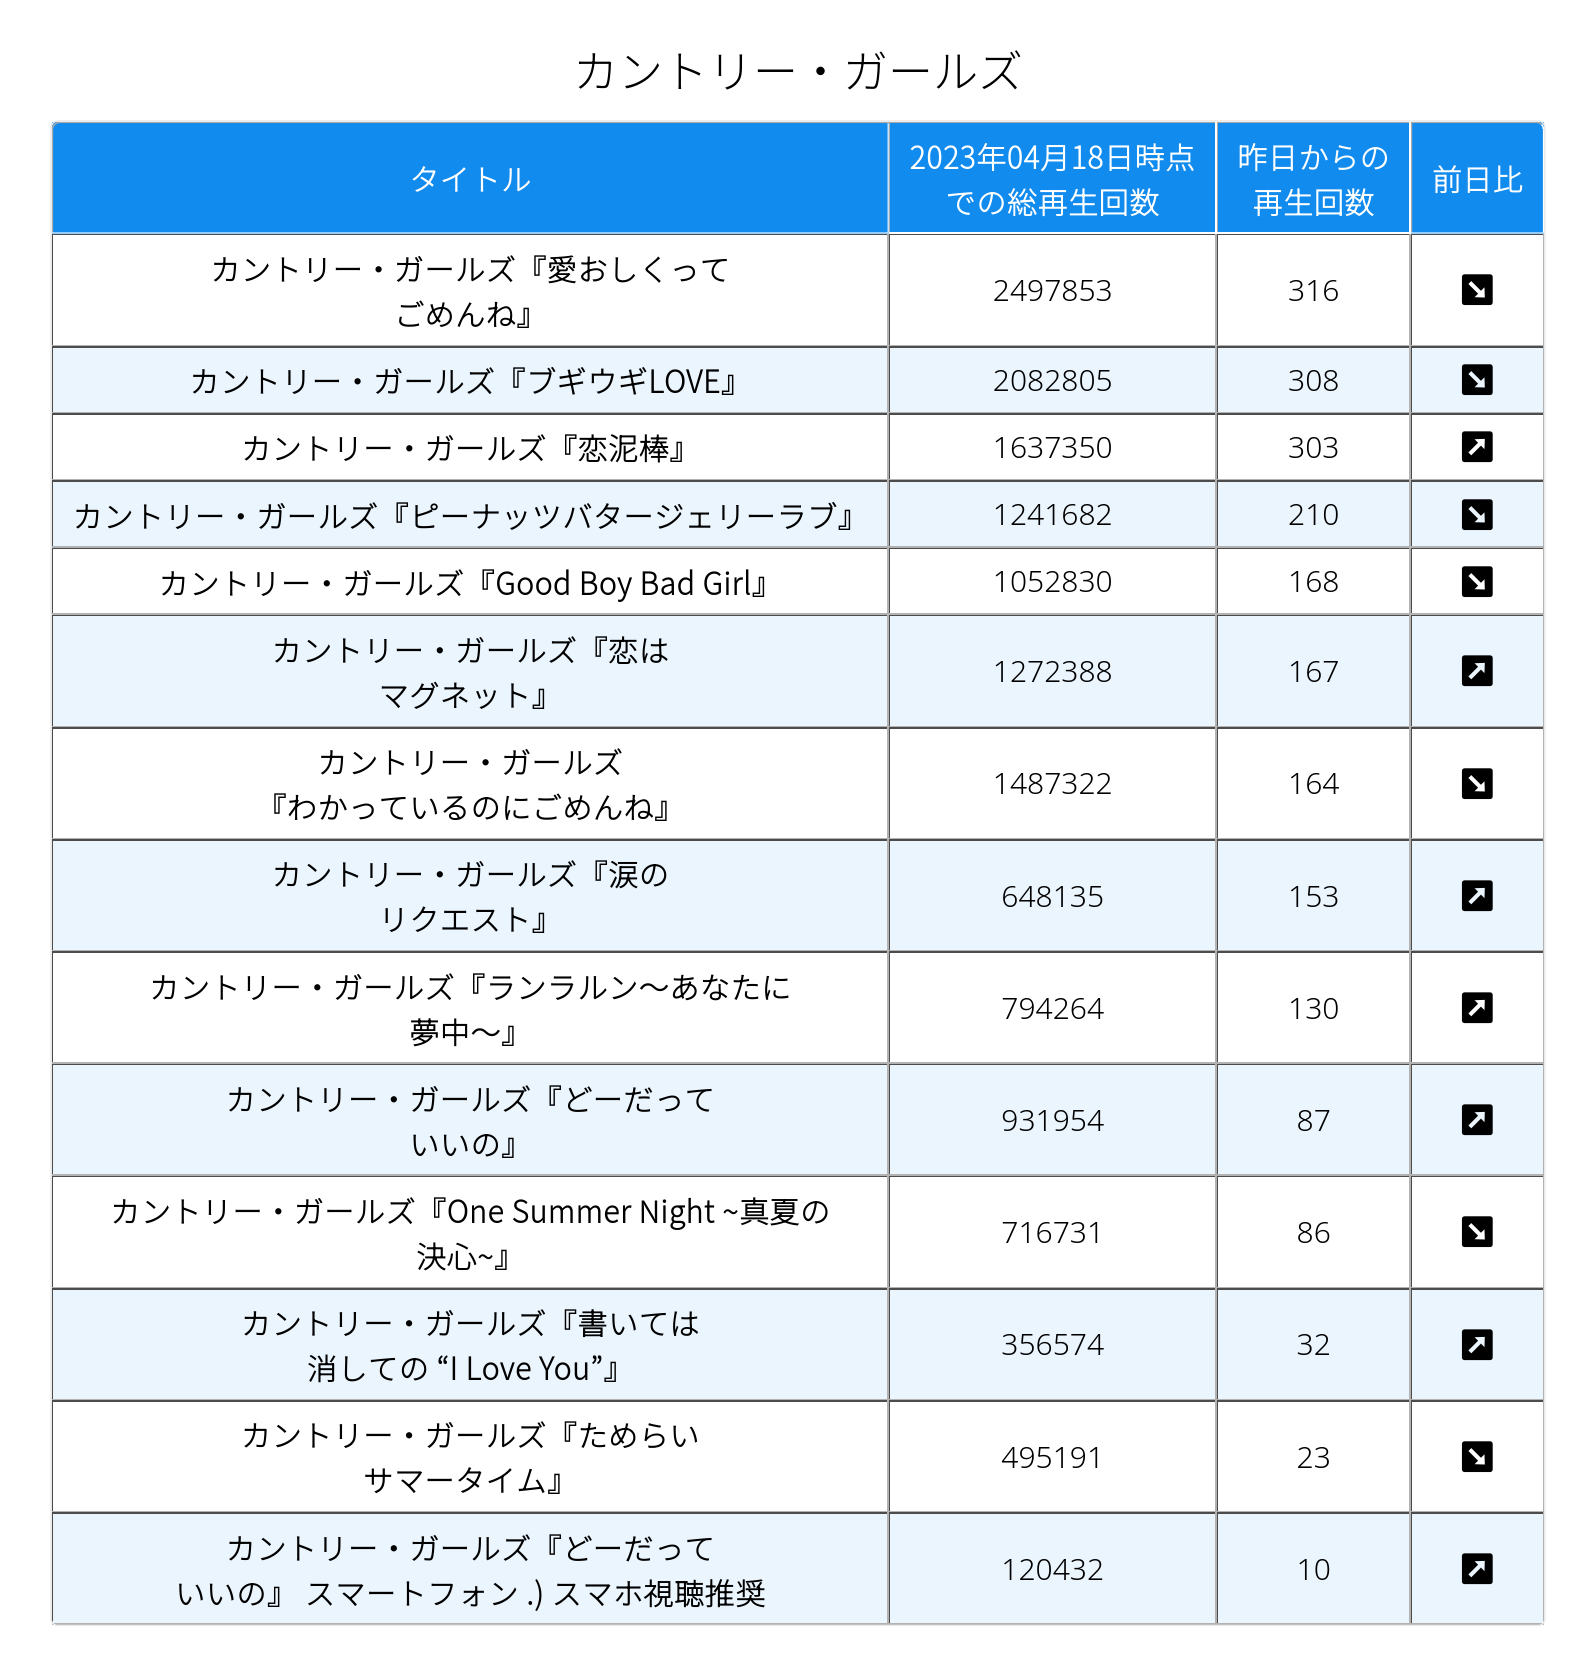 カントリー・ガールズ
タイトル
2023年04月18日時点
での総再生回数
昨日からの
再生回数
前日比
カントリー・ガールズ『愛おしくって
ごめんね』
2497853
316
カントリー・ガールズ『ブギウギLOVE』
2082805
308
カントリー・ガールズ『恋泥棒』
1637350
303
カントリー・ガールズ『ピーナッツバタージェリーラブ』
1241682
210
カントリー・ガールズ『Good Boy Bad Girl』
1052830
168
カントリー・ガールズ『恋は
マグネット』
1272388
167
カントリー・ガールズ
『わかっているのにごめんね』
1487322
164
カントリー・ガールズ『涙の
リクエスト』
648135
153
カントリー・ガールズ『ランラルン〜あなたに
夢中〜』
794264
130
カントリー・ガールズ『どーだって
いいの』
931954
87
カントリー・ガールズ『One Summer Night ~真夏の
決心~』
716731
86
カントリー・ガールズ『書いては
消しての “I Love You”』
356574
32
カントリー・ガールズ『ためらい
サマータイム』
495191
23
カントリー・ガールズ『どーだって
いいの』 スマートフォン .) スマホ視聴推奨
120432
10